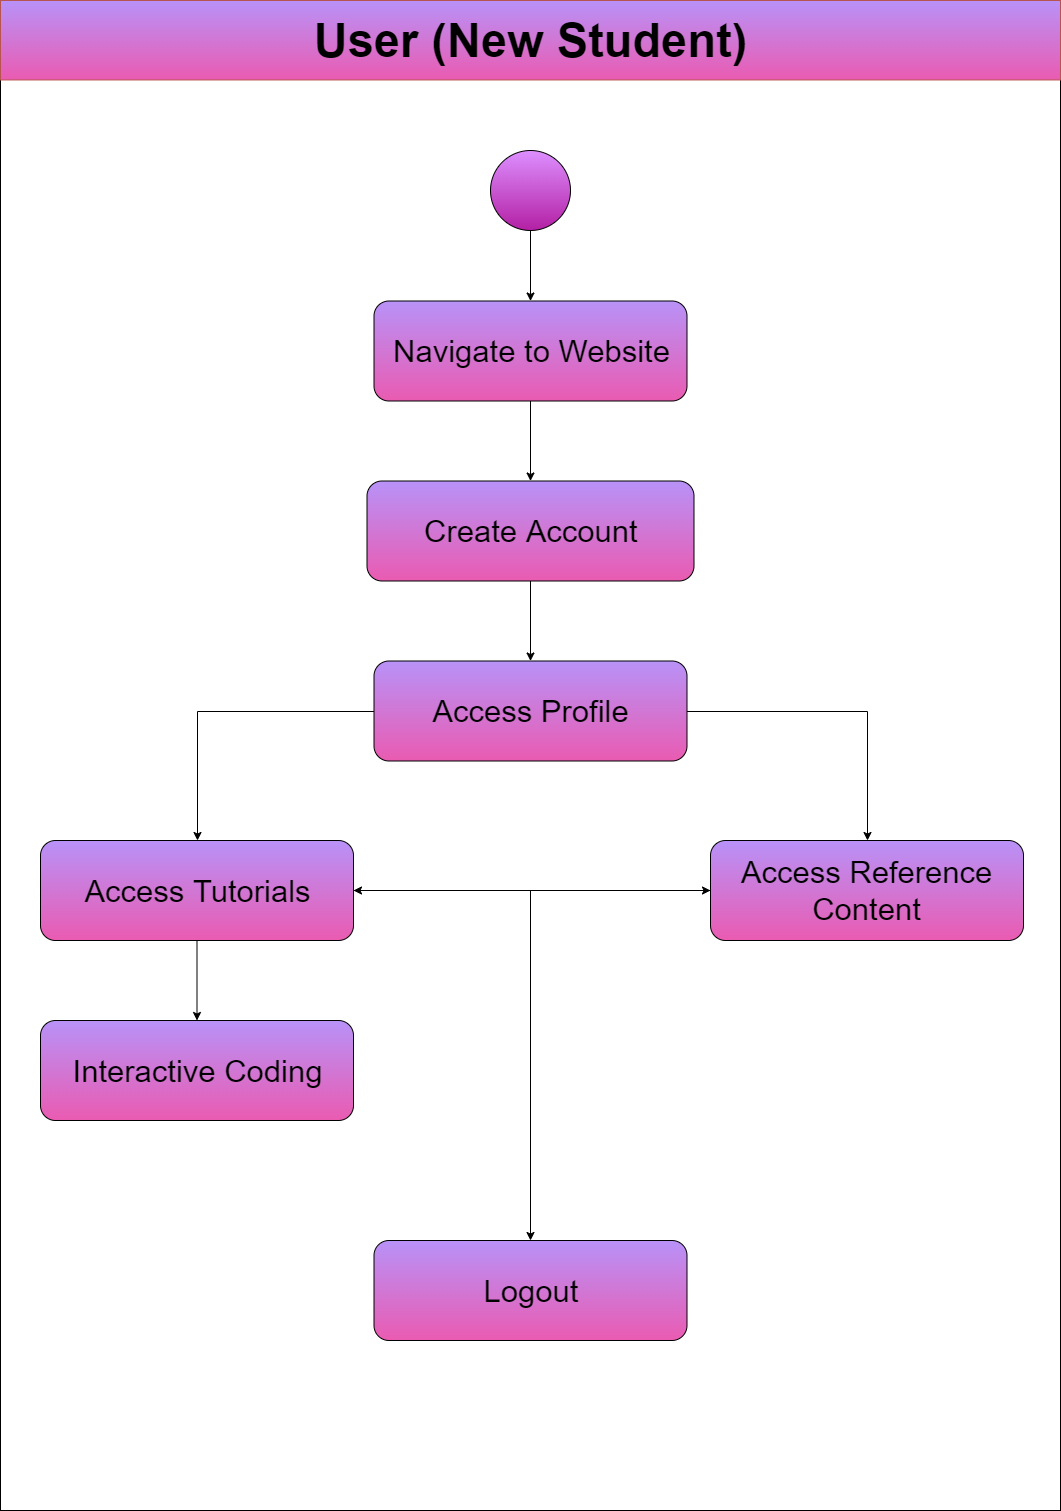 User (New Student)
Navigate to Website
Create Account
Access Profile
Access Tutorials
Access Reference
Content
Interactive Coding
Logout